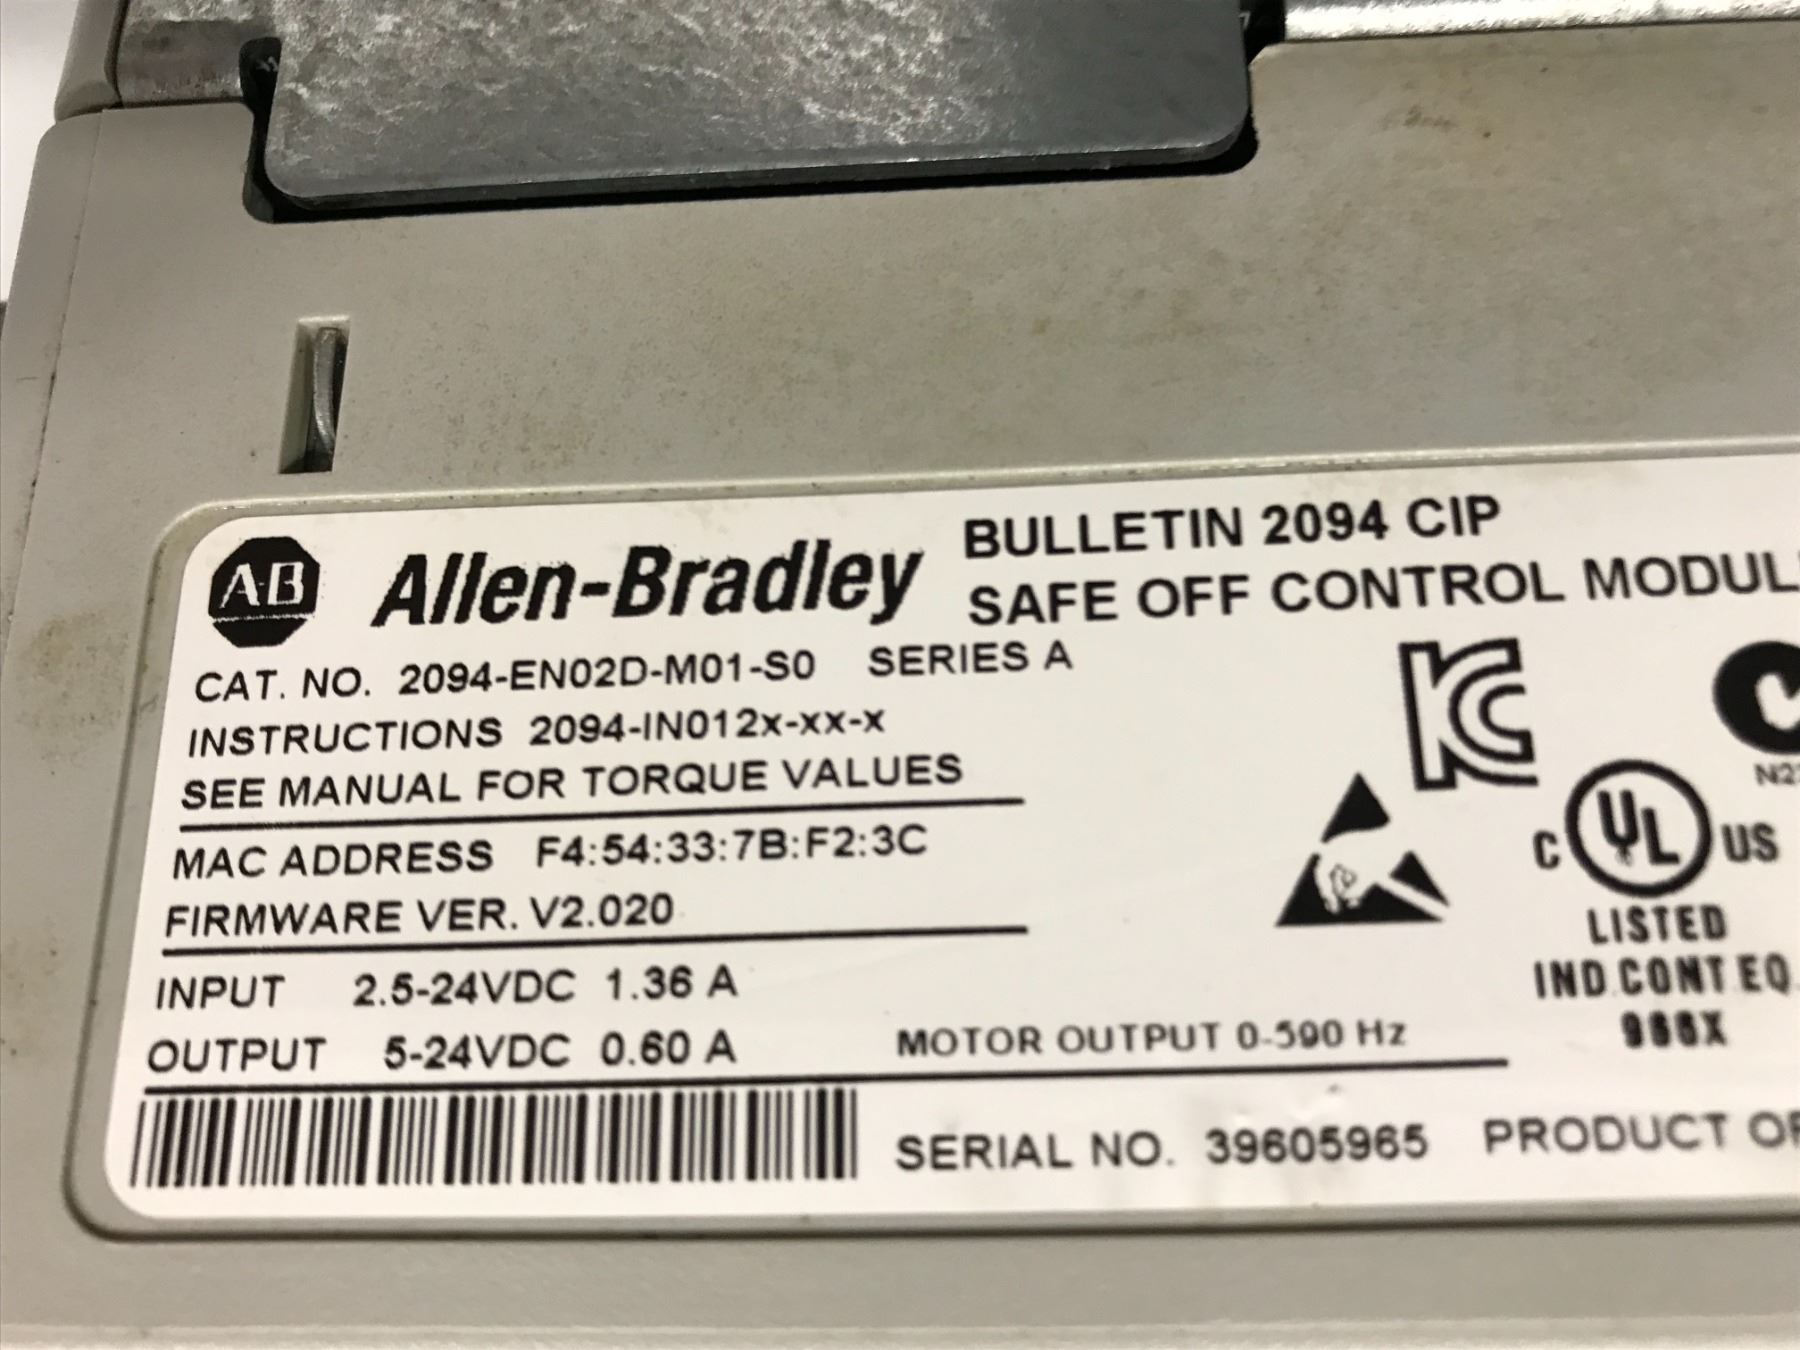 AB Allen-Bradley
BULLETIN 2094 CIP
SAFE OFF CONTROL MODUL
CAT. NO. 2094-EN02D-M01-S0 SERIES A
INSTRUCTIONS 2094-IN012x-xx-x
SEE MANUAL FOR TORQUE VALUES
MAC ADDRESS F4:54:33:7B:F2:3C
FIRMWARE VER. V2.020
INPUT 2.5-24VDC 1.36 A
OUTPUT 5-24VDC 0.60 A
MOTOR OUTPUT 0-590 Hz
SERIAL NO. 39605965 PRODUCT OF
KC
N2
C UL US
LISTED
IND.CONT.EQ.
966X